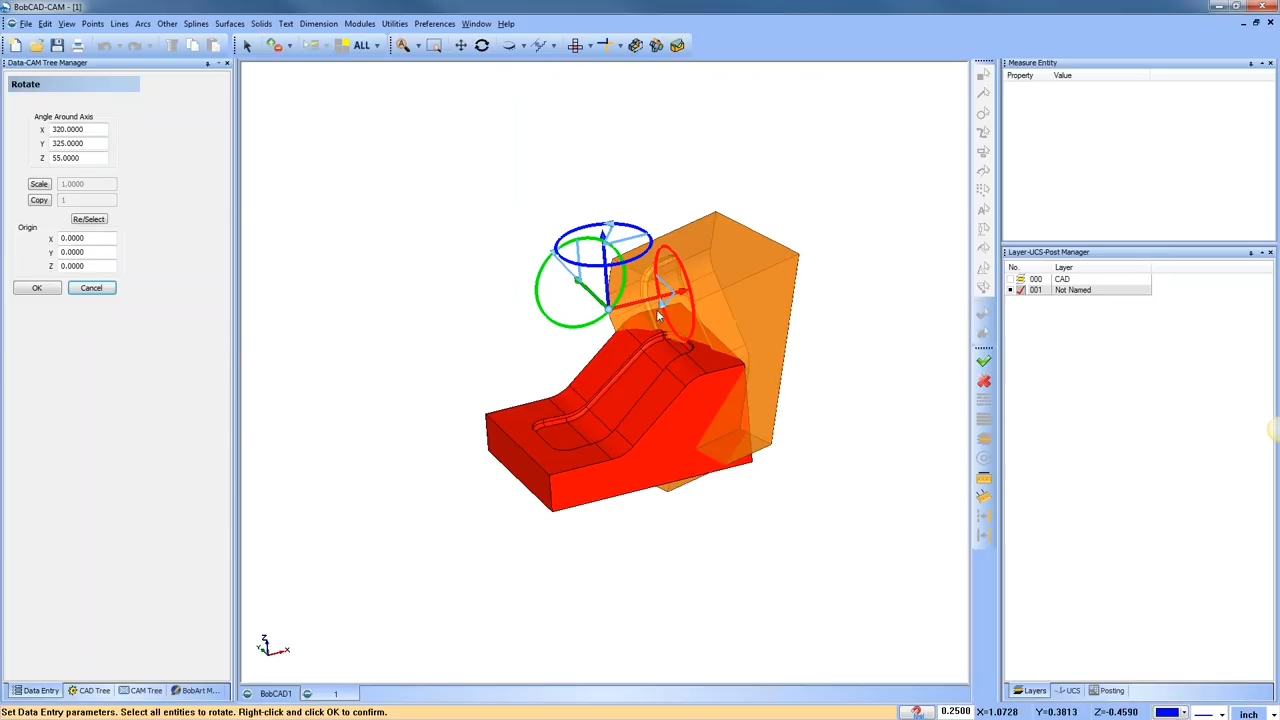 BobCAD-CAM - [1]
File Edit View Points Lines Arcs Other Splines Surfaces Solids Text Dimension Modules Utilities Preferences Window Help
ALL
Data-CAM Tree Manager
Rotate
Angle Around Axis
X 320.0000
Y 325.0000
Z 55.0000
Scale 1.0000
Copy 1
Re/Select
Origin
X 0.0000
Y 0.0000
Z 0.0000
OK Cancel
Measure Entity
Property Value
Layer-UCS-Post Manager
No. Layer
000 CAD
001 Not Named
Z
Y
X
Data Entry CAD Tree CAM Tree BobArt M...
BobCAD1 1
Layers UCS Posting
Set Data Entry parameters. Select all entities to rotate. Right-click and click OK to confirm.
0.2500 X=1.0728 Y=0.3813 Z=-0.4590 inch